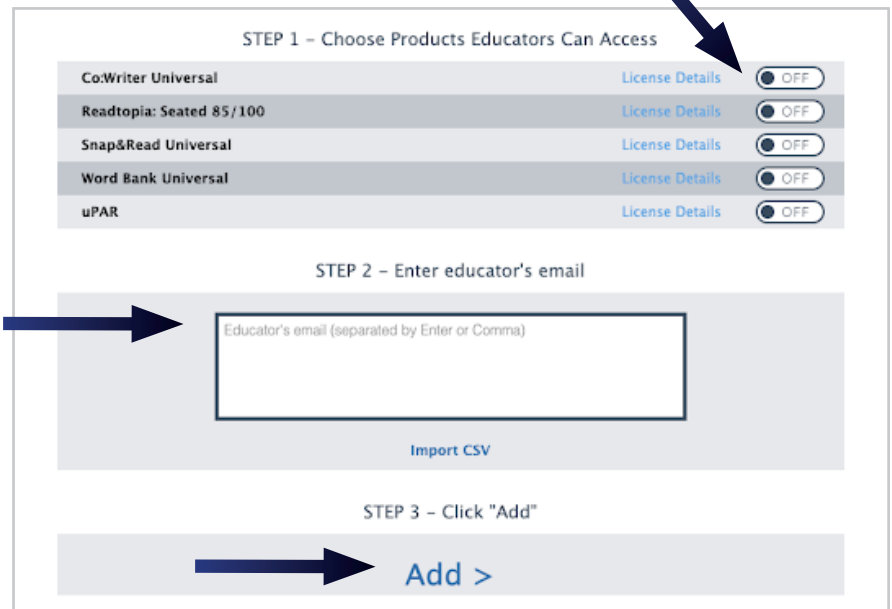 STEP 1 – Choose Products Educators Can Access
Co:Writer Universal License Details OFF
Readtopia: Seated 85/100 License Details OFF
Snap&Read Universal License Details OFF
Word Bank Universal License Details OFF
uPAR License Details OFF
STEP 2 – Enter educator's email
Educator's email (separated by Enter or Comma)
Import CSV
STEP 3 – Click "Add"
Add >